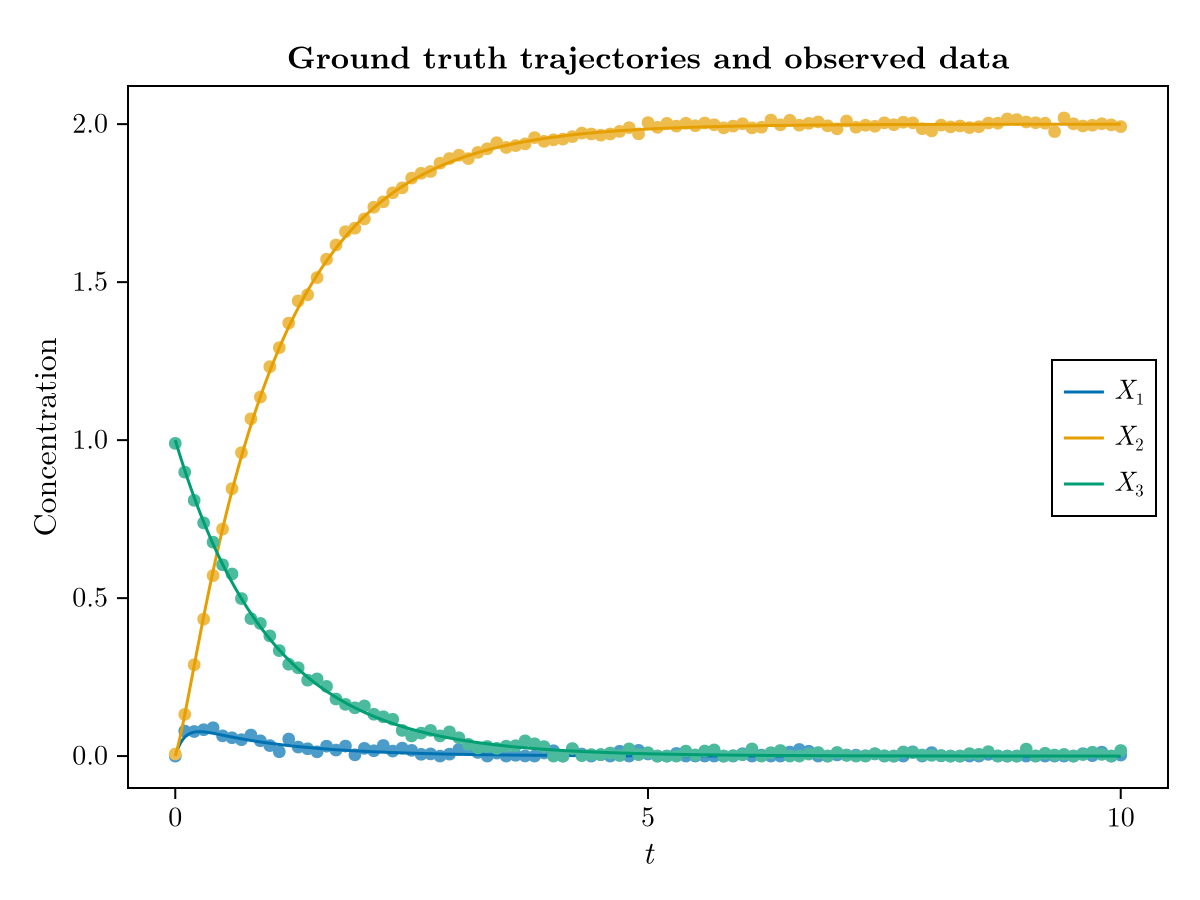 Ground truth trajectories and observed data
2.0
1.5
1.0
0.5
0.0
Concentration
X₁
X₂
X₃
0 5 10
t